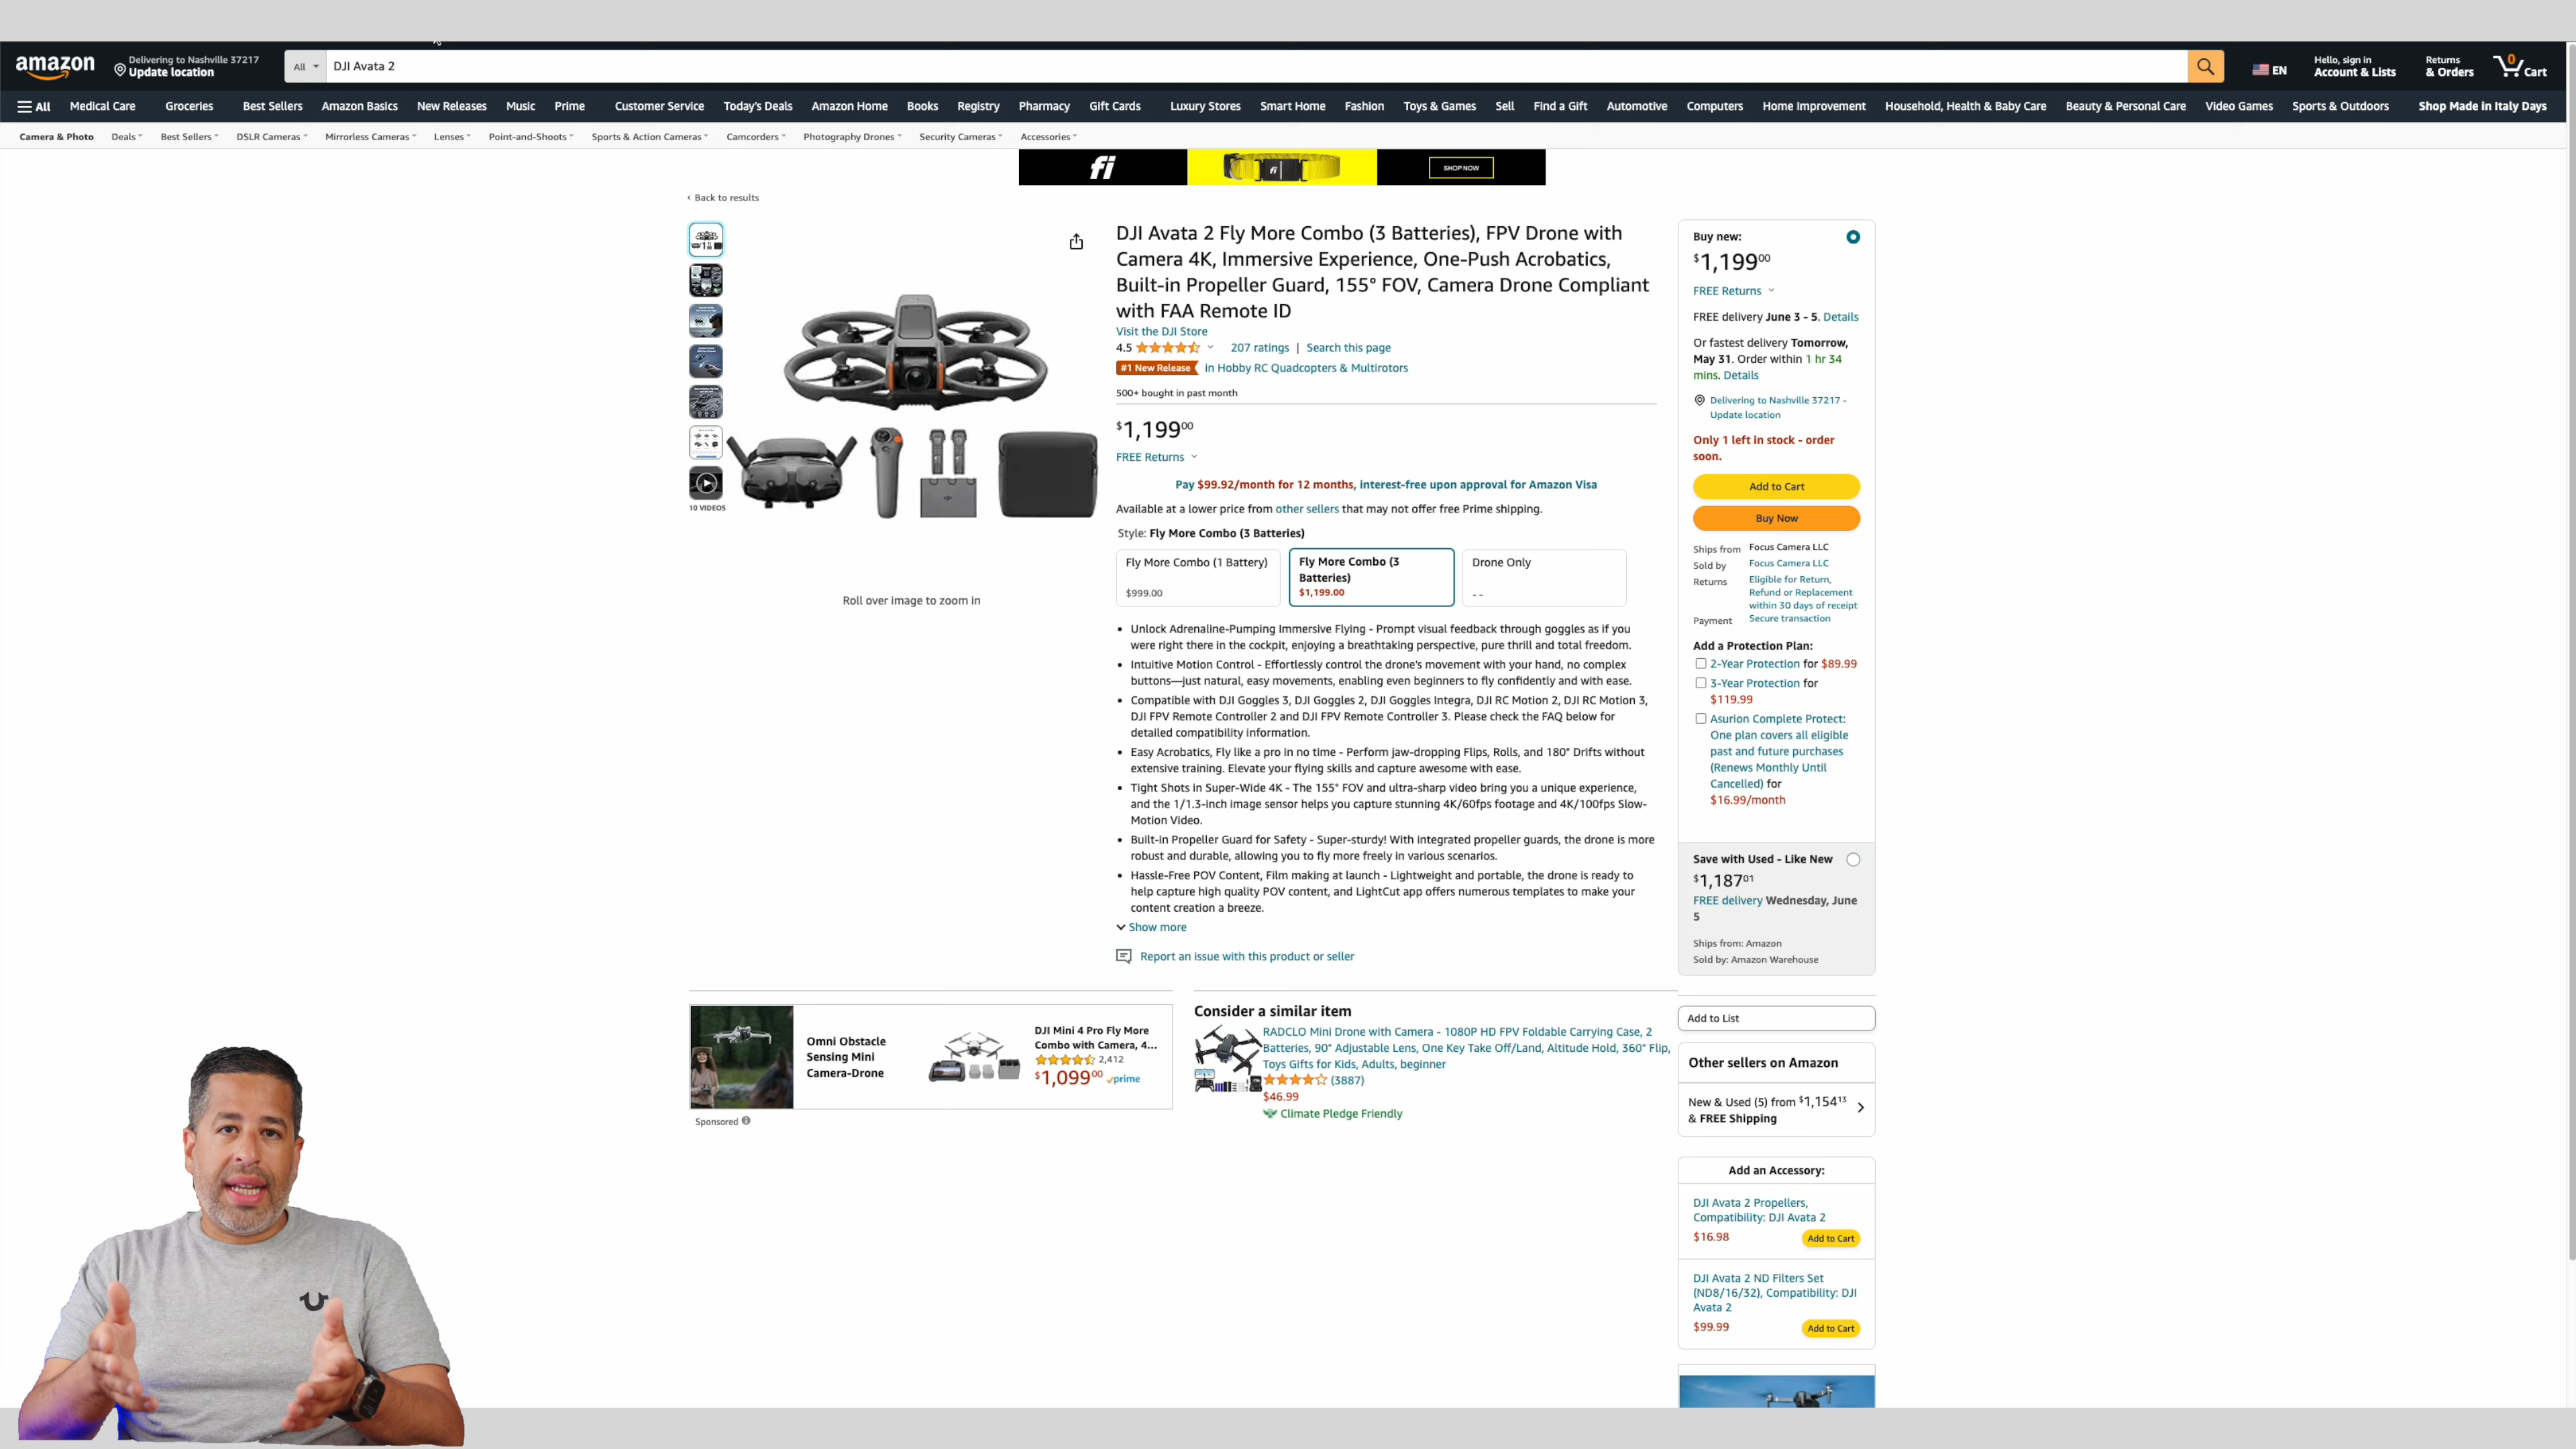 amazon
Delivering to Nashville 37217
Update location
All
DJI Avata 2
EN
Hello, sign in
Account & Lists
Returns
& Orders
0
Cart
All
Medical Care
Groceries
Best Sellers
Amazon Basics
New Releases
Music
Prime
Customer Service
Today's Deals
Amazon Home
Books
Registry
Pharmacy
Gift Cards
Luxury Stores
Smart Home
Fashion
Toys & Games
Sell
Find a Gift
Automotive
Computers
Home Improvement
Household, Health & Baby Care
Beauty & Personal Care
Video Games
Sports & Outdoors
Shop Made in Italy Days
Camera & Photo
Deals
Best Sellers
DSLR Cameras
Mirrorless Cameras
Lenses
Point-and-Shoots
Sports & Action Cameras
Camcorders
Photography Drones
Security Cameras
Accessories
fi
fi
SHOP NOW
‹ Back to results
10 VIDEOS
Roll over image to zoom in
DJI Avata 2 Fly More Combo (3 Batteries), FPV Drone with
Camera 4K, Immersive Experience, One-Push Acrobatics,
Built-in Propeller Guard, 155° FOV, Camera Drone Compliant
with FAA Remote ID
Visit the DJI Store
4.5
207 ratings | Search this page
#1 New Release in Hobby RC Quadcopters & Multirotors
500+ bought in past month
$1,199.00
FREE Returns
Pay $99.92/month for 12 months, interest-free upon approval for Amazon Visa
Available at a lower price from other sellers that may not offer free Prime shipping.
Style: Fly More Combo (3 Batteries)
Fly More Combo (1 Battery)
$999.00
Fly More Combo (3
Batteries)
$1,199.00
Drone Only
--
• Unlock Adrenaline-Pumping Immersive Flying - Prompt visual feedback through goggles as if you
were right there in the cockpit, enjoying a breathtaking perspective, pure thrill and total freedom.
• Intuitive Motion Control - Effortlessly control the drone's movement with your hand, no complex
buttons—just natural, easy movements, enabling even beginners to fly confidently and with ease.
• Compatible with DJI Goggles 3, DJI Goggles 2, DJI Goggles Integra, DJI RC Motion 2, DJI RC Motion 3,
DJI FPV Remote Controller 2 and DJI FPV Remote Controller 3. Please check the FAQ below for
detailed compatibility information.
• Easy Acrobatics, Fly like a pro in no time - Perform jaw-dropping Flips, Rolls, and 180° Drifts without
extensive training. Elevate your flying skills and capture awesome with ease.
• Tight Shots in Super-Wide 4K - The 155° FOV and ultra-sharp video bring you a unique experience,
and the 1/1.3-inch image sensor helps you capture stunning 4K/60fps footage and 4K/100fps Slow-
Motion Video.
• Built-in Propeller Guard for Safety - Super-sturdy! With integrated propeller guards, the drone is more
robust and durable, allowing you to fly more freely in various scenarios.
• Hassle-Free POV Content, Film making at launch - Lightweight and portable, the drone is ready to
help capture high quality POV content, and LightCut app offers numerous templates to make your
content creation a breeze.
Show more
Report an issue with this product or seller
Buy new:
$1,199.00
FREE Returns
FREE delivery June 3 - 5. Details
Or fastest delivery Tomorrow,
May 31. Order within 1 hr 34
mins. Details
Delivering to Nashville 37217 -
Update location
Only 1 left in stock - order
soon.
Add to Cart
Buy Now
Ships from Focus Camera LLC
Sold by Focus Camera LLC
Returns Eligible for Return,
Refund or Replacement
within 30 days of receipt
Payment Secure transaction
Add a Protection Plan:
2-Year Protection for $89.99
3-Year Protection for
$119.99
Asurion Complete Protect:
One plan covers all eligible
past and future purchases
(Renews Monthly Until
Cancelled) for
$16.99/month
Save with Used - Like New
$1,187.01
FREE delivery Wednesday, June
5
Ships from: Amazon
Sold by: Amazon Warehouse
Add to List
Other sellers on Amazon
New & Used (5) from $1,154.13
& FREE Shipping
Add an Accessory:
DJI Avata 2 Propellers,
Compatibility: DJI Avata 2
$16.98
Add to Cart
DJI Avata 2 ND Filters Set
(ND8/16/32), Compatibility: DJI
Avata 2
$99.99
Add to Cart
Omni Obstacle
Sensing Mini
Camera-Drone
DJI Mini 4 Pro Fly More
Combo with Camera, 4...
2,412
$1,099.00 prime
Sponsored
Consider a similar item
RADCLO Mini Drone with Camera - 1080P HD FPV Foldable Carrying Case, 2
Batteries, 90° Adjustable Lens, One Key Take Off/Land, Altitude Hold, 360° Flip,
Toys Gifts for Kids, Adults, beginner
(3887)
$46.99
Climate Pledge Friendly